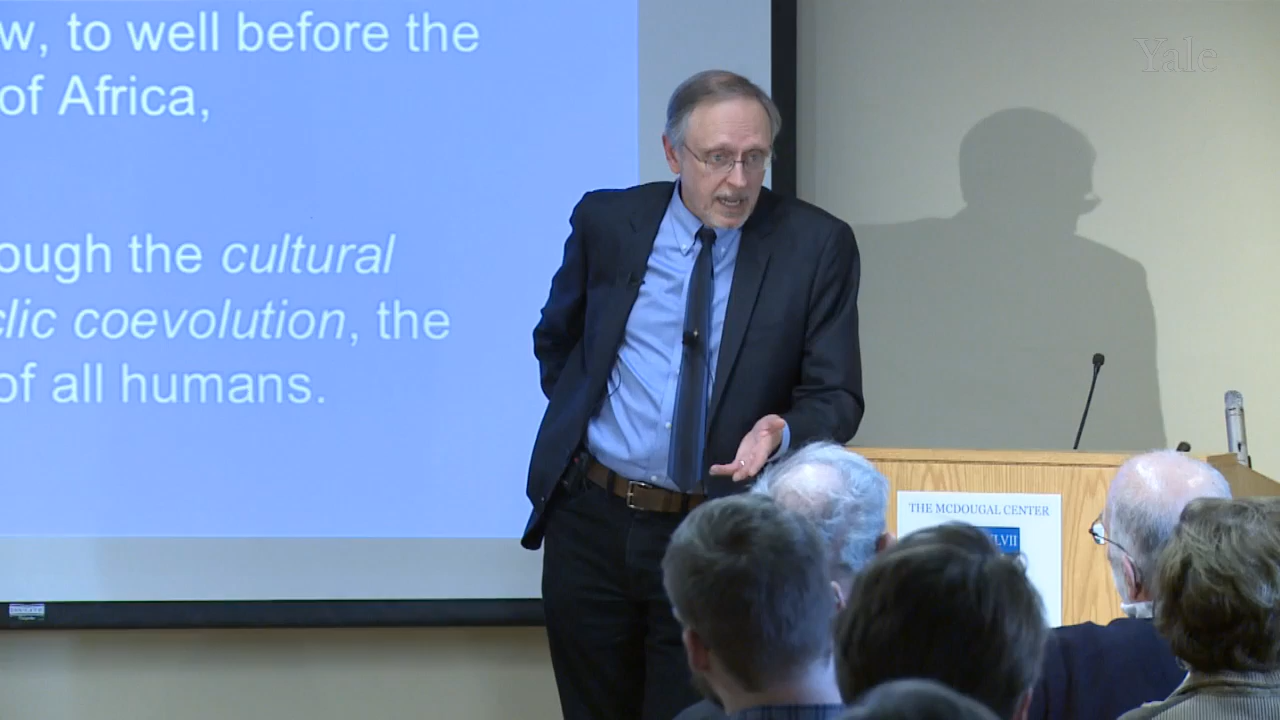 w, to well before the
of Africa,
ough the cultural
clic coevolution, the
of all humans.
Yale
THE MCDOUGAL CENTER
LVII